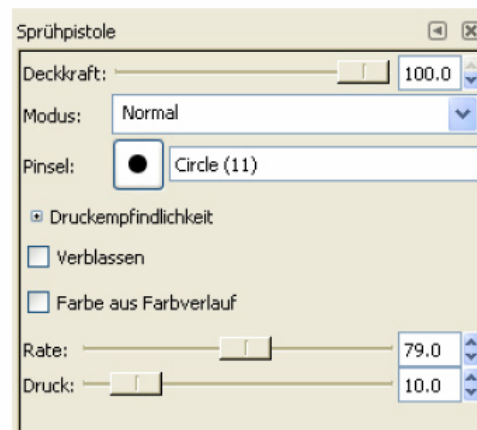 Sprühpistole
Deckkraft: 100.0
Modus: Normal
Pinsel: Circle (11)
Druckempfindlichkeit
Verblassen
Farbe aus Farbverlauf
Rate: 79.0
Druck: 10.0